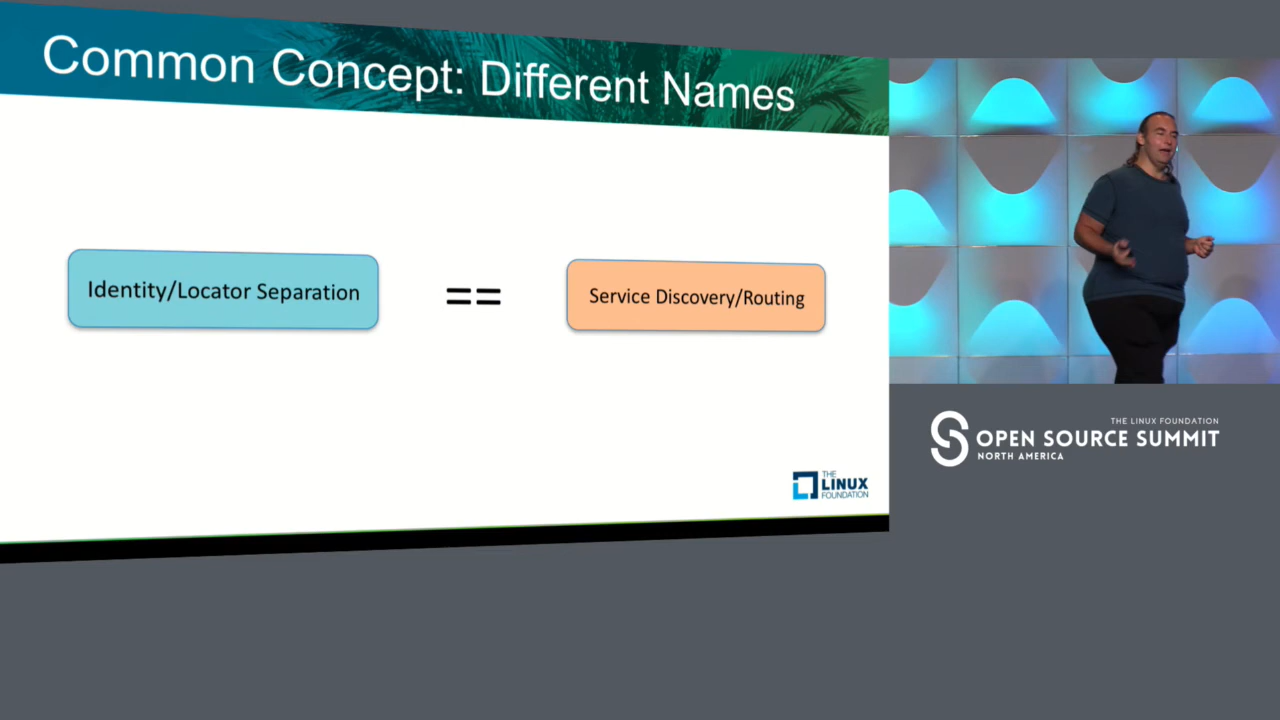 Common Concept: Different Names
Identity/Locator Separation
==
Service Discovery/Routing
THE
LINUX
FOUNDATION
THE LINUX FOUNDATION
OPEN SOURCE SUMMIT
NORTH AMERICA